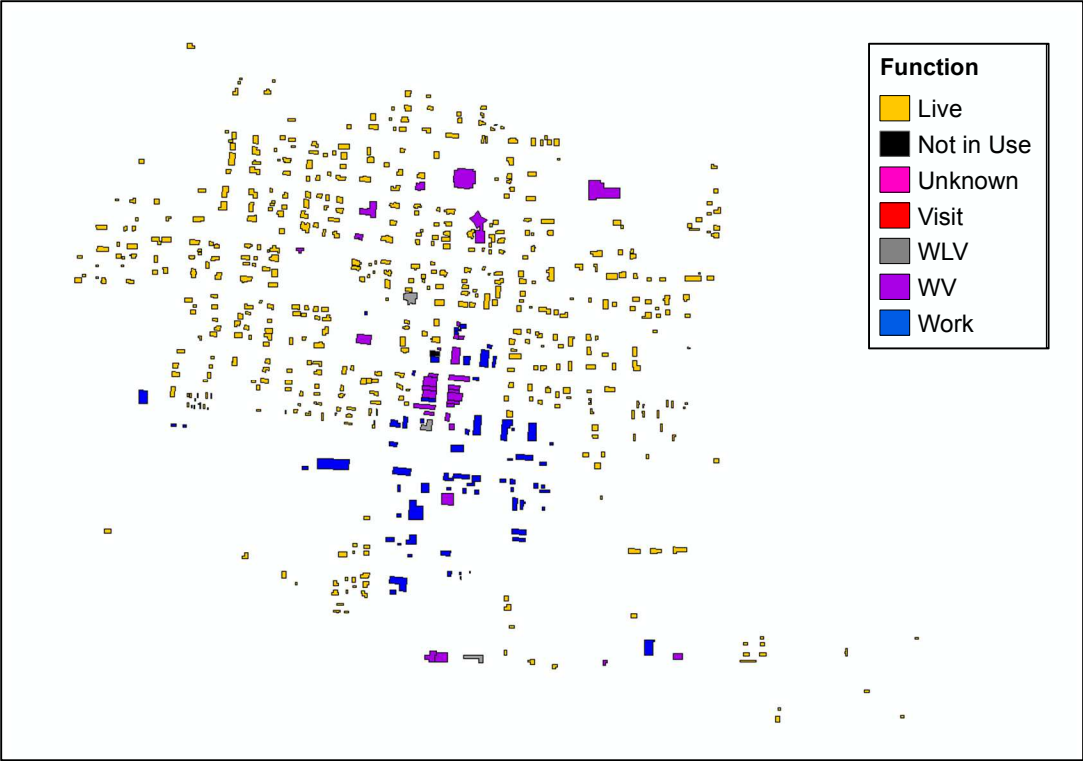 Function
Live
Not in Use
Unknown
Visit
WLV
WV
Work